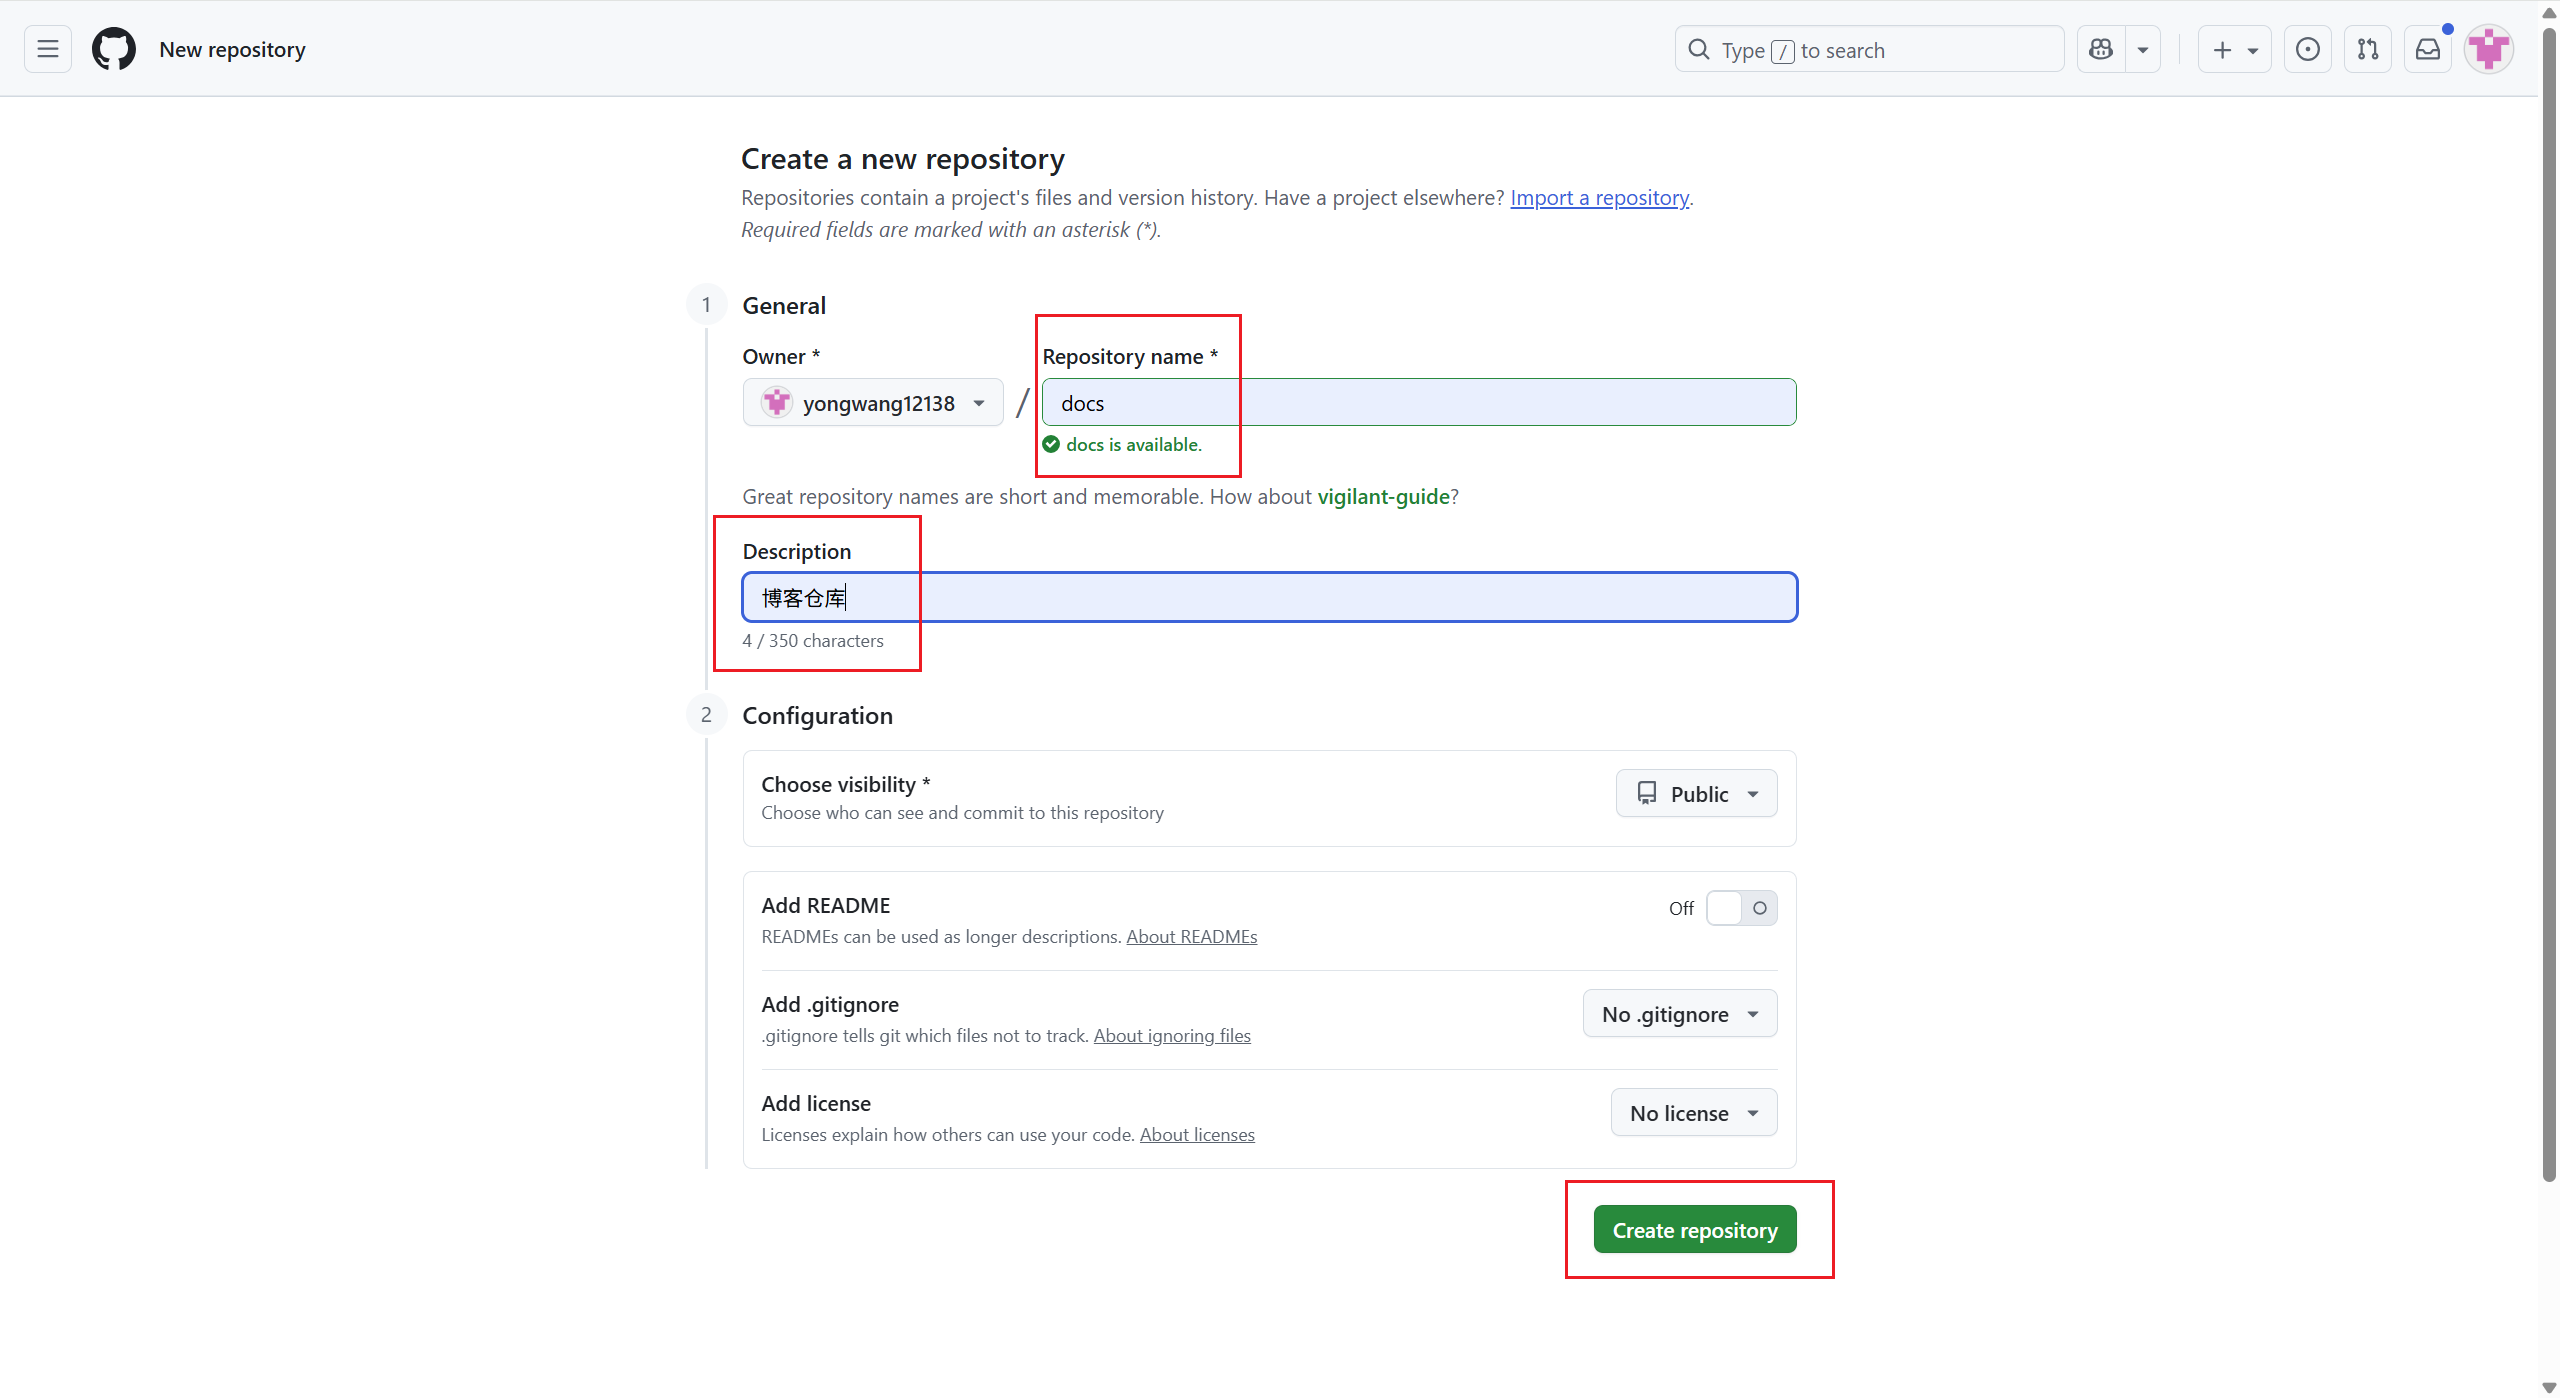 New repository
Type / to search
Create a new repository
Repositories contain a project's files and version history. Have a project elsewhere? Import a repository.
Required fields are marked with an asterisk (*).
1 General
Owner * Repository name *
yongwang12138 / docs
docs is available.
Great repository names are short and memorable. How about vigilant-guide?
Description
博客仓库
4 / 350 characters
2 Configuration
Choose visibility *
Public
Choose who can see and commit to this repository
Add README
Off
READMEs can be used as longer descriptions. About READMEs
Add .gitignore
No .gitignore
.gitignore tells git which files not to track. About ignoring files
Add license
No license
Licenses explain how others can use your code. About licenses
Create repository